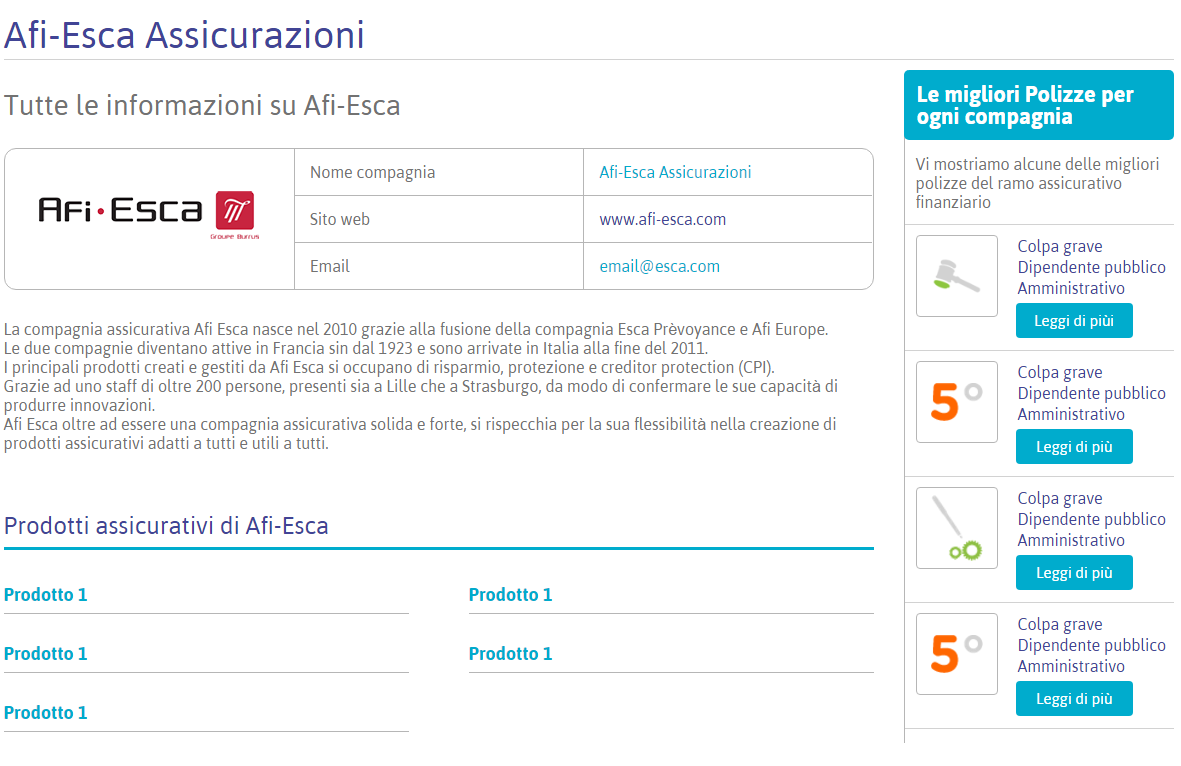 Afi-Esca Assicurazioni
Tutte le informazioni su Afi-Esca
Afi·Esca
Groupe Burrus
Nome compagnia
Afi-Esca Assicurazioni
Sito web
www.afi-esca.com
Email
email@esca.com
La compagnia assicurativa Afi Esca nasce nel 2010 grazie alla fusione della compagnia Esca Prèvoyance e Afi Europe.
Le due compagnie diventano attive in Francia sin dal 1923 e sono arrivate in Italia alla fine del 2011.
I principali prodotti creati e gestiti da Afi Esca si occupano di risparmio, protezione e creditor protection (CPI).
Grazie ad uno staff di oltre 200 persone, presenti sia a Lille che a Strasburgo, da modo di confermare le sue capacità di
produrre innovazioni.
Afi Esca oltre ad essere una compagnia assicurativa solida e forte, si rispecchia per la sua flessibilità nella creazione di
prodotti assicurativi adatti a tutti e utili a tutti.
Prodotti assicurativi di Afi-Esca
Prodotto 1
Prodotto 1
Prodotto 1
Prodotto 1
Prodotto 1
Le migliori Polizze per
ogni compagnia
Vi mostriamo alcune delle migliori
polizze del ramo assicurativo
finanziario
Colpa grave
Dipendente pubblico
Amministrativo
Leggi di piùi
5°
Colpa grave
Dipendente pubblico
Amministrativo
Leggi di più
Colpa grave
Dipendente pubblico
Amministrativo
Leggi di più
5°
Colpa grave
Dipendente pubblico
Amministrativo
Leggi di più